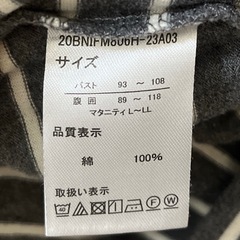 20BNIFM806H-23A03
サイズ
バスト 93 ～ 108
腹囲 89 ～ 118
マタニティL～LL
品質表示
綿 100%
取扱い表示
40